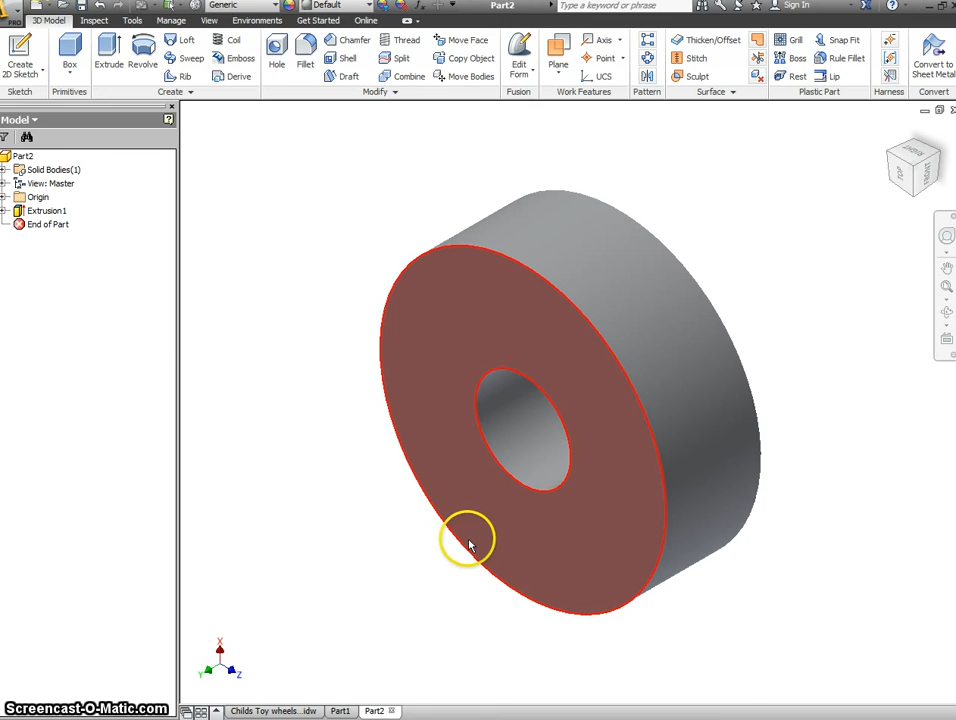 Generic Default Part2 Type a keyword or phrase Sign In
PRO 3D Model Inspect Tools Manage View Environments Get Started Online
Create 2D Sketch
Box
Extrude
Revolve
Loft
Sweep
Rib
Coil
Emboss
Derive
Hole
Fillet
Chamfer
Shell
Draft
Thread
Split
Combine
Move Face
Copy Object
Move Bodies
Edit Form
Plane
Axis
Point
UCS
Thicken/Offset
Stitch
Sculpt
Grill
Boss
Rest
Snap Fit
Rule Fillet
Lip
Convert to Sheet Metal
Sketch Primitives Create Modify Fusion Work Features Pattern Surface Plastic Part Harness Convert
Model
Part2
Solid Bodies(1)
View: Master
Origin
Extrusion1
End of Part
RIGHT
TOP
FRONT
X
Y
Z
Screencast-O-Matic.com
Childs Toy wheels...idw Part1 Part2